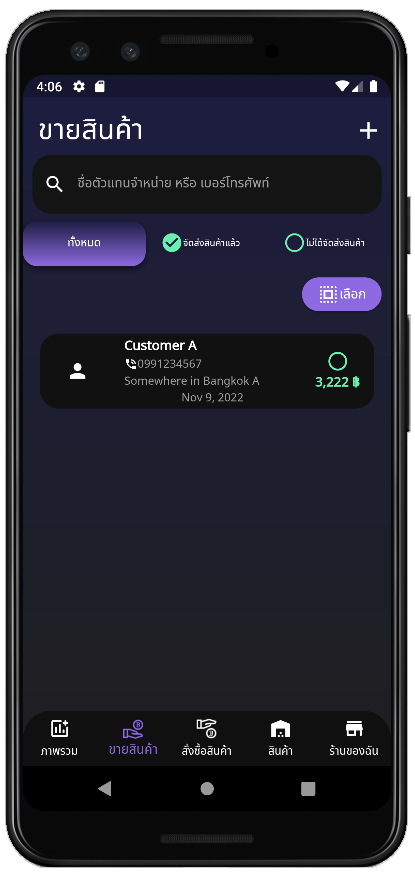 4:06
ขายสินค้า
ชื่อตัวแทนจำหน่าย หรือ เบอร์โทรศัพท์
ทั้งหมด
จัดส่งสินค้าแล้ว
ไม่ได้จัดส่งสินค้า
เลือก
Customer A
0991234567
Somewhere in Bangkok A
3,222 ฿
Nov 9, 2022
ภาพรวม
ขายสินค้า
สั่งซื้อสินค้า
สินค้า
ร้านของฉัน